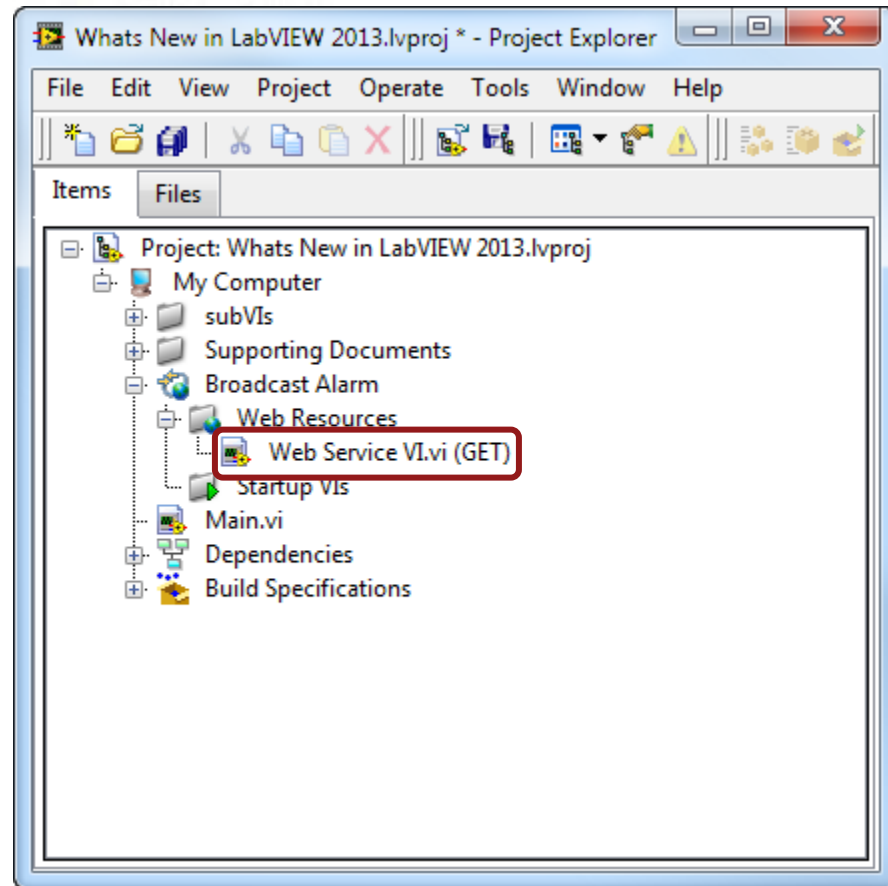 Whats New in LabVIEW 2013.lvproj * - Project Explorer
File Edit View Project Operate Tools Window Help
Items Files
Project: Whats New in LabVIEW 2013.lvproj
My Computer
subVIs
Supporting Documents
Broadcast Alarm
Web Resources
Web Service VI.vi (GET)
Startup VIs
Main.vi
Dependencies
Build Specifications